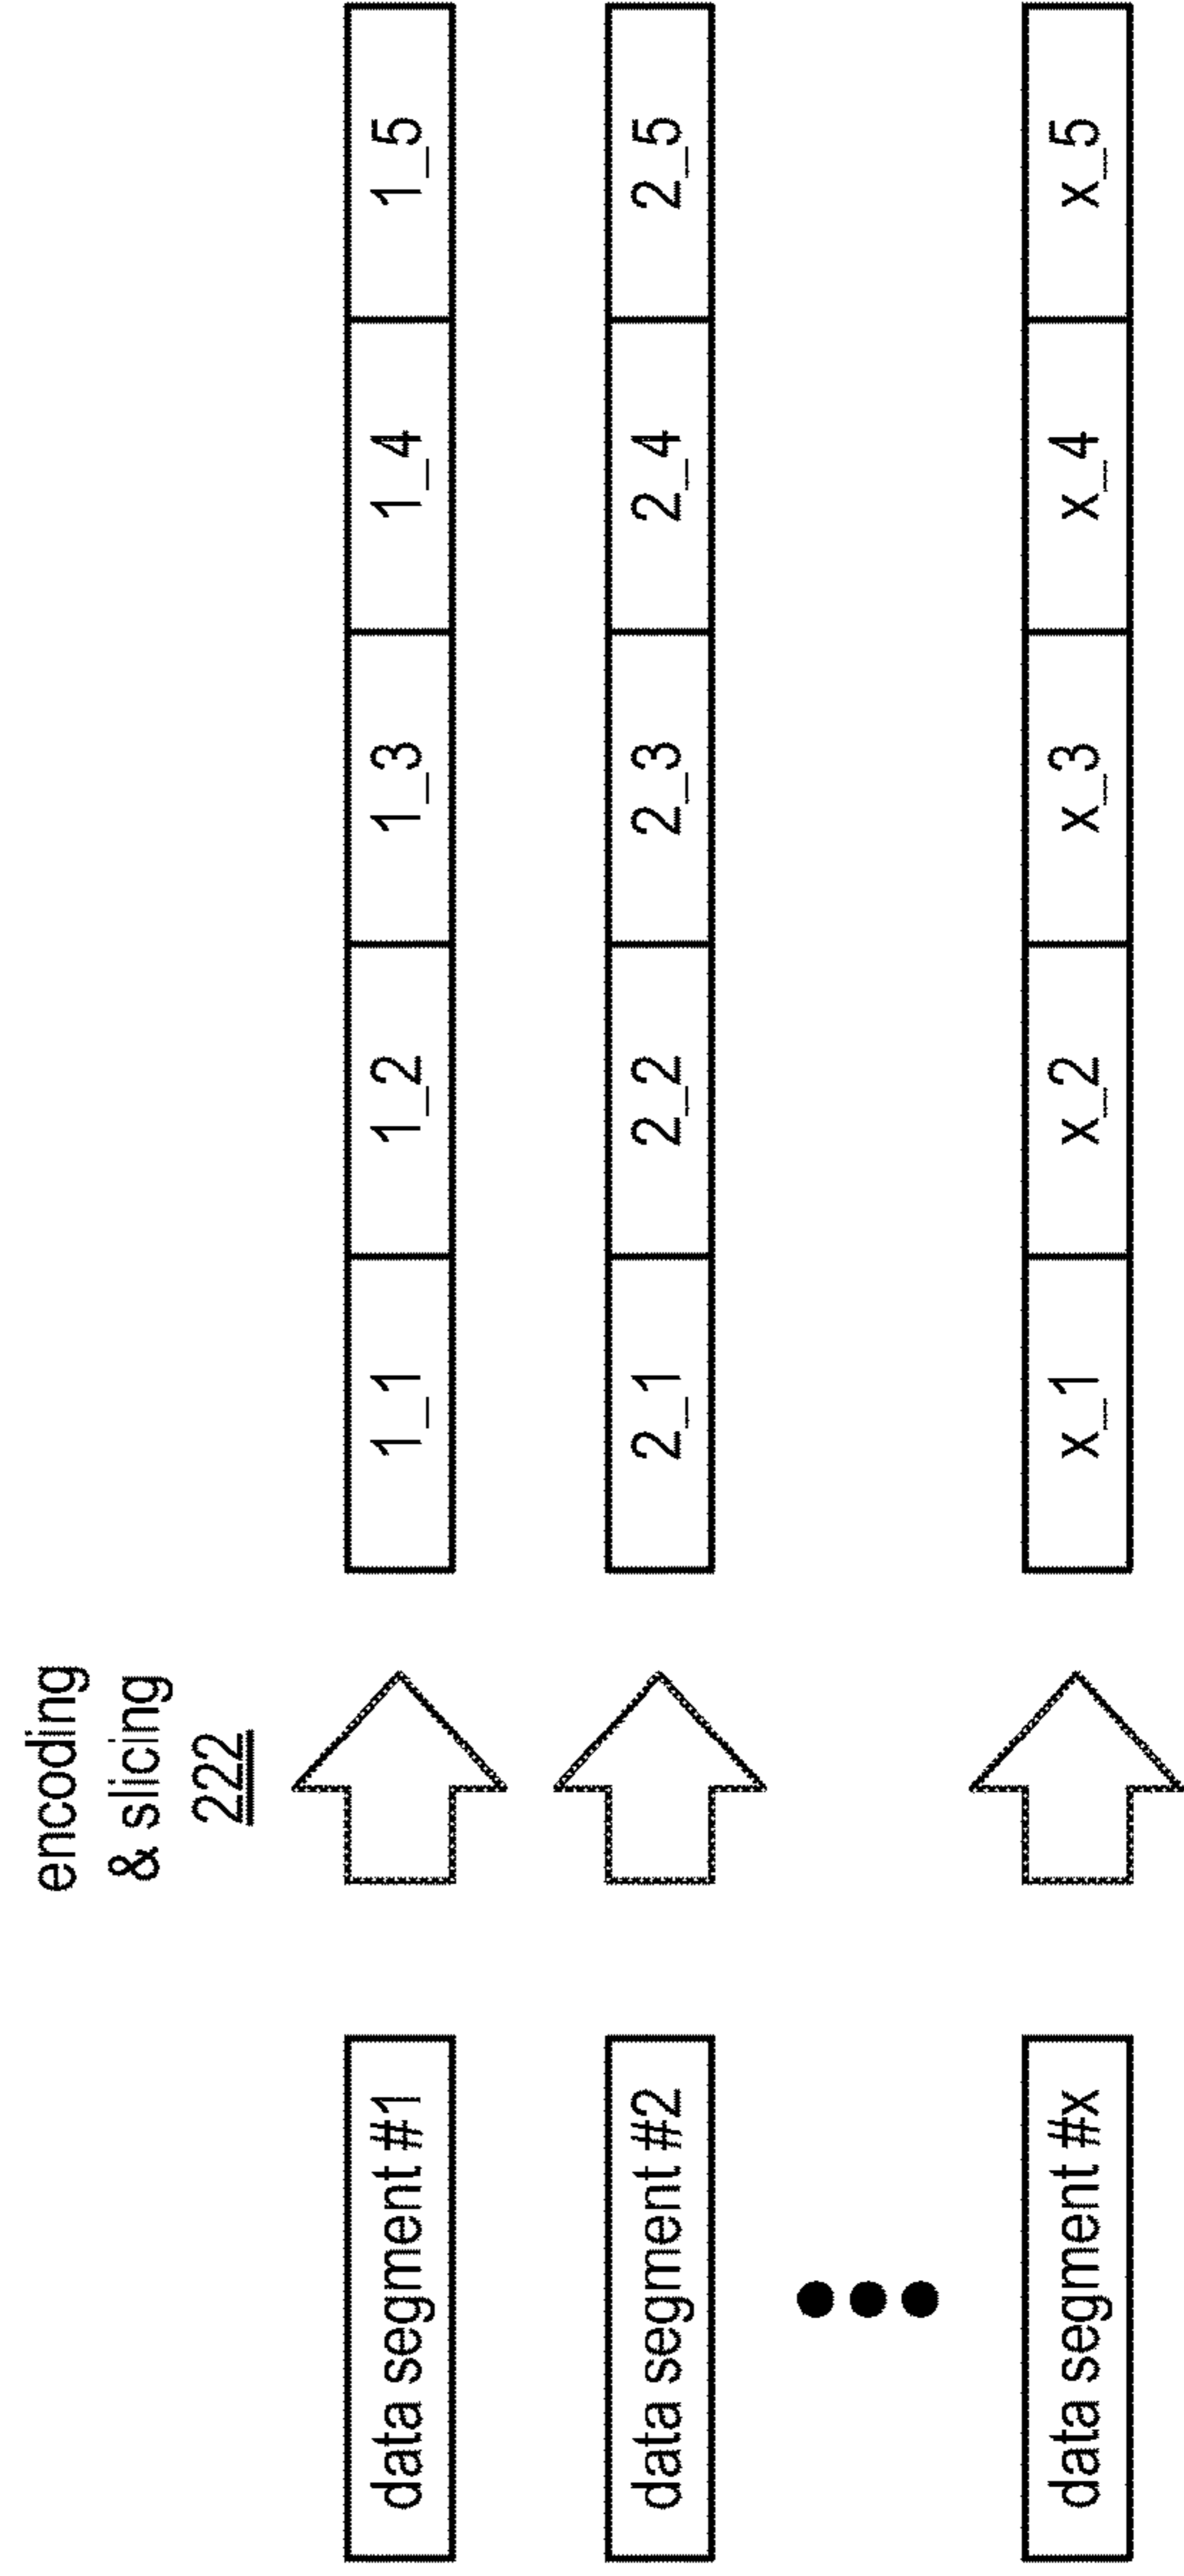 encoding
& slicing
222
data segment #1
1_1 1_2 1_3 1_4 1_5
data segment #2
2_1 2_2 2_3 2_4 2_5
data segment #x
x_1 x_2 x_3 x_4 x_5